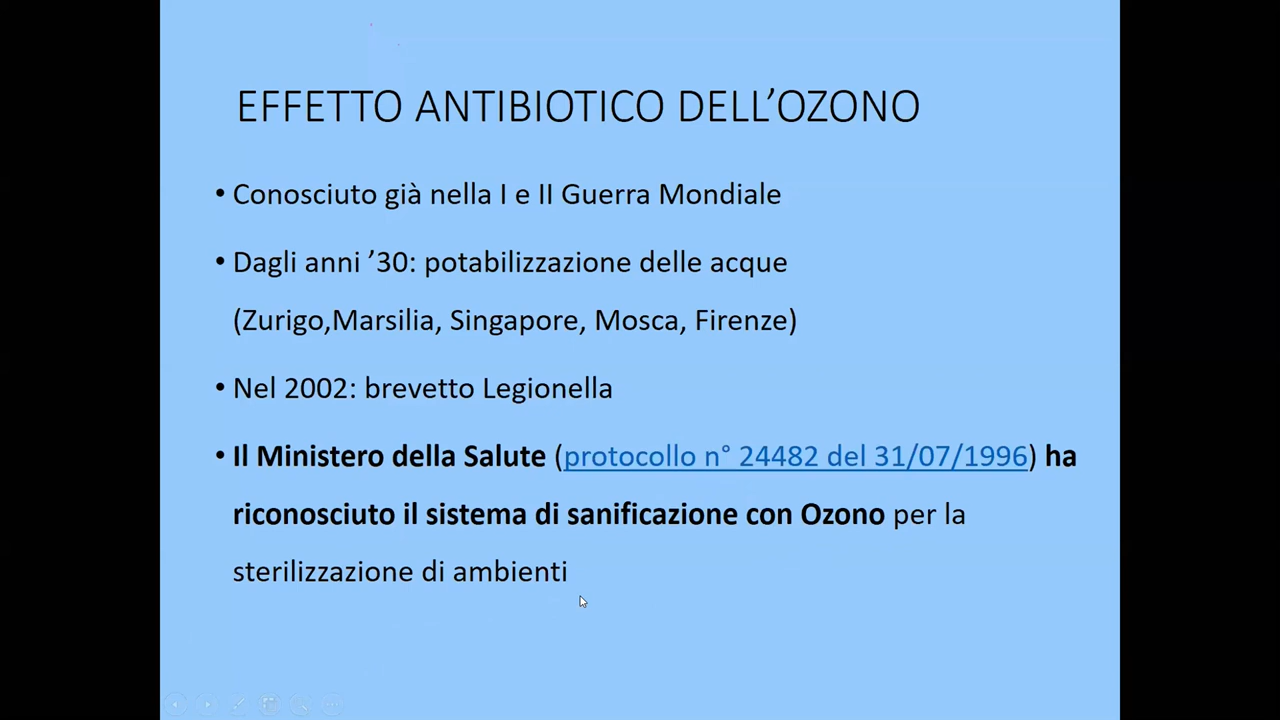 EFFETTO ANTIBIOTICO DELL’OZONO
• Conosciuto già nella I e II Guerra Mondiale
• Dagli anni ’30: potabilizzazione delle acque
(Zurigo,Marsilia, Singapore, Mosca, Firenze)
• Nel 2002: brevetto Legionella
• Il Ministero della Salute (protocollo n° 24482 del 31/07/1996) ha
riconosciuto il sistema di sanificazione con Ozono per la
sterilizzazione di ambienti